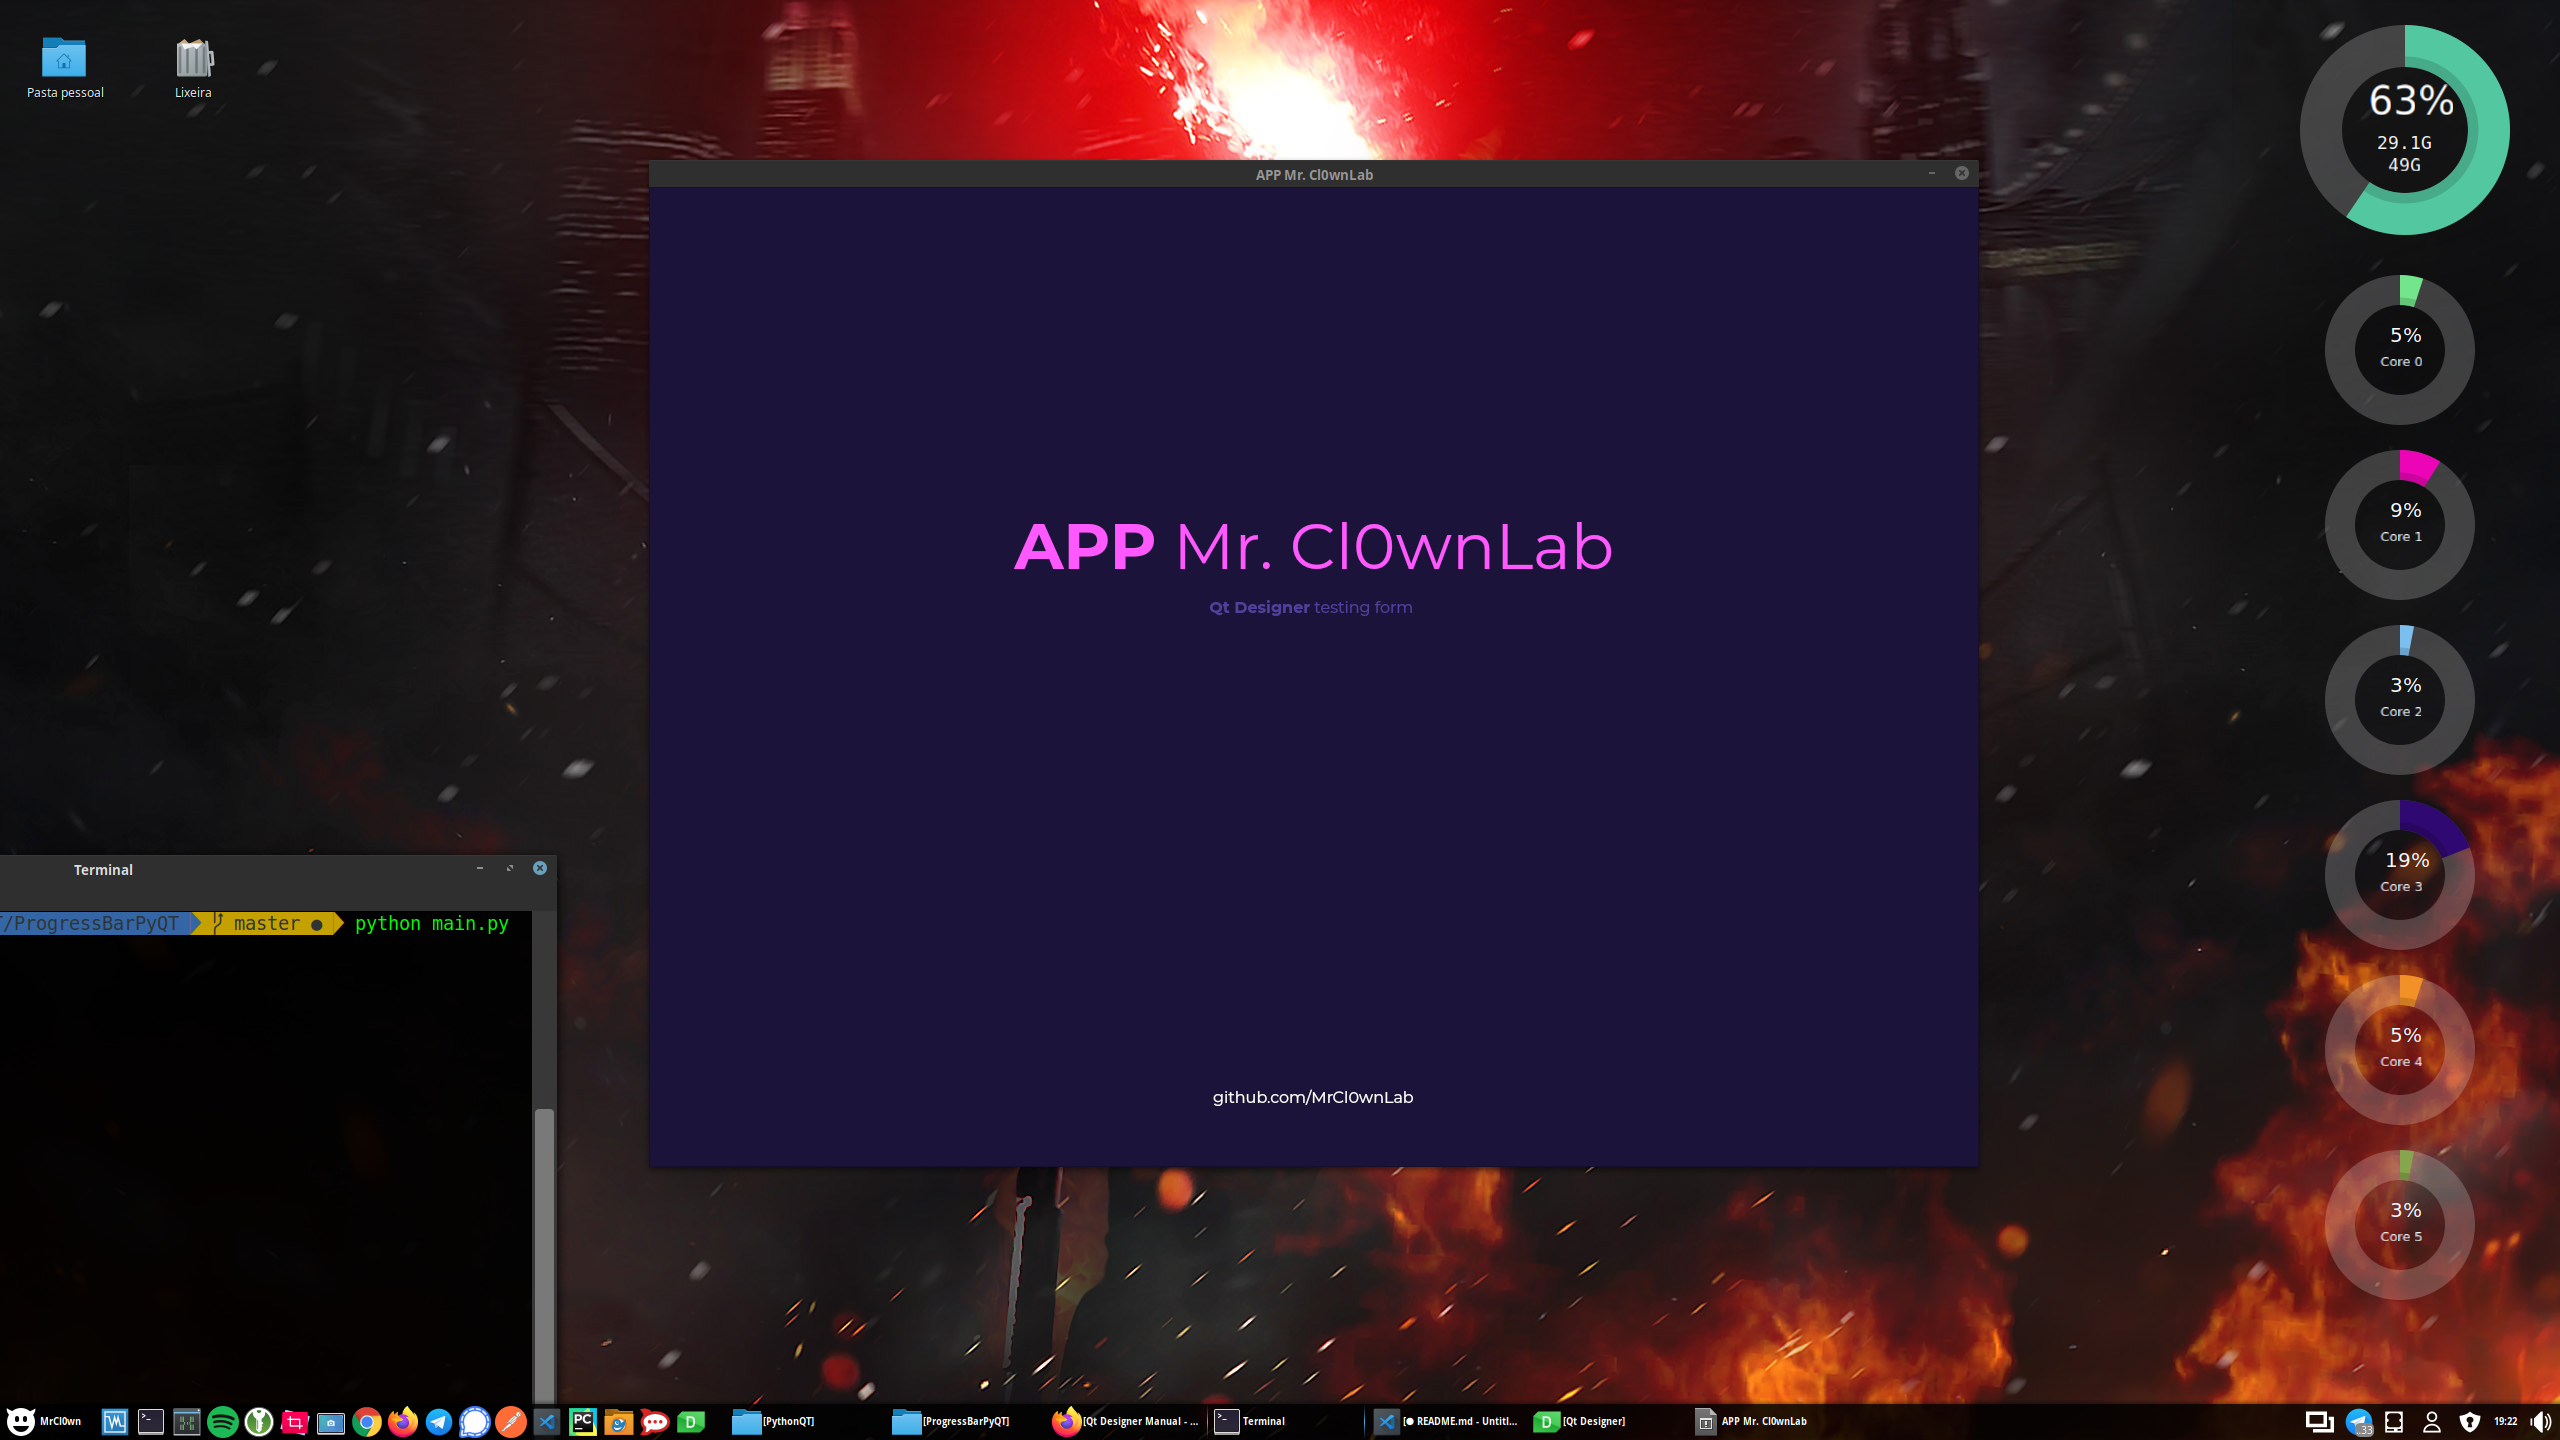 Pasta pessoal
Lixeira
63%
29.1G
49G
5%
Core 0
9%
Core 1
3%
Core 2
19%
Core 3
5%
Core 4
3%
Core 5
APP Mr. Cl0wnLab
APP Mr. Cl0wnLab
Qt Designer testing form
github.com/MrCl0wnLab
Terminal
/ProgressBarPyQT master ● python main.py
MrCl0wn
PC
D
[PythonQT]
[ProgressBarPyQT]
[Qt Designer Manual - ...
Terminal
[● README.md - Untitl...
D
[Qt Designer]
APP Mr. Cl0wnLab
33
19:22